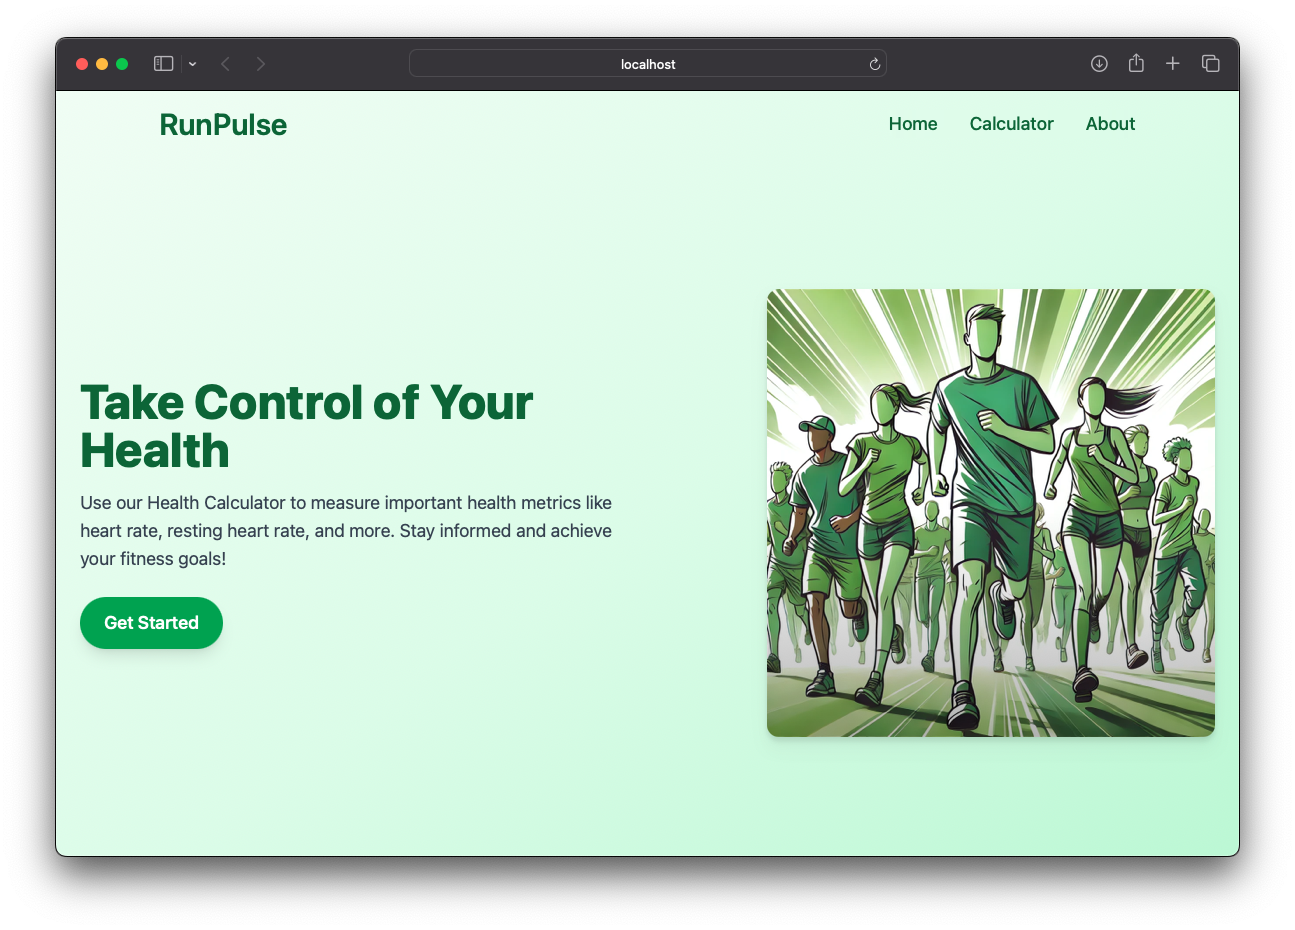 localhost
RunPulse
Home Calculator About
Take Control of Your
Health
Use our Health Calculator to measure important health metrics like
heart rate, resting heart rate, and more. Stay informed and achieve
your fitness goals!
Get Started